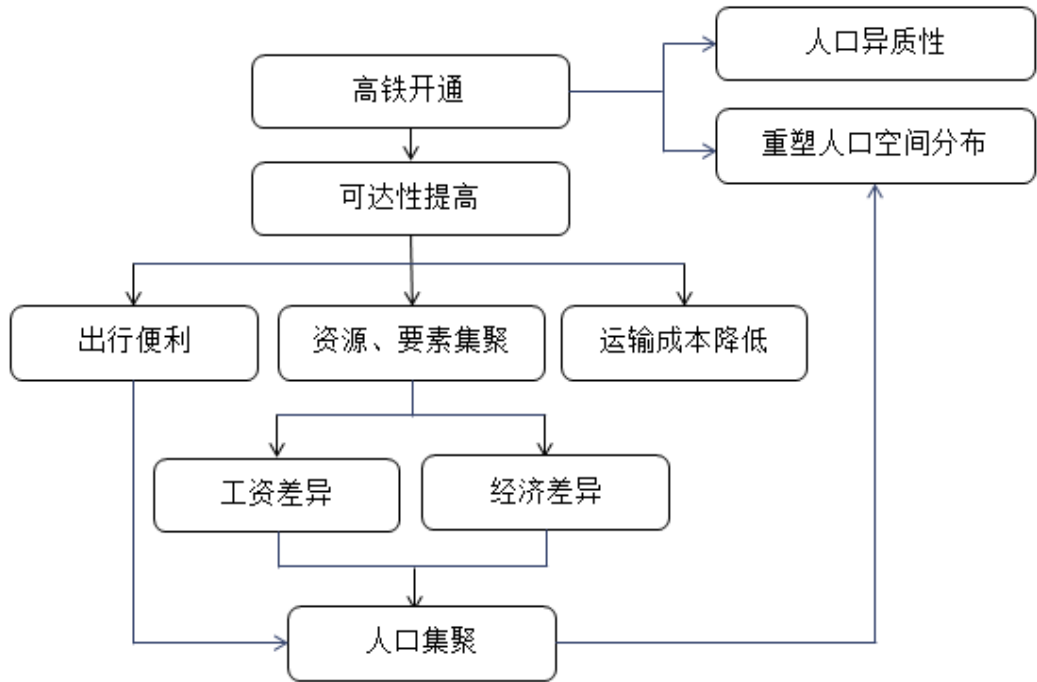 人口异质性
高铁开通
重塑人口空间分布
可达性提高
出行便利
资源、要素集聚
运输成本降低
工资差异
经济差异
人口集聚